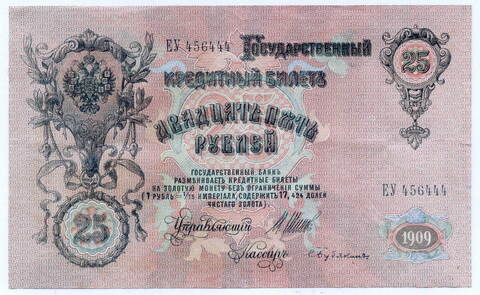 ЕУ 456444 Государственный
Кредитный Билетъ
25
Двадцать Пять
Рублей
Государственный Банкъ
размѣниваетъ кредитные билеты
на золотую монету безъ ограниченія суммы
(1 рубль = 1/15 имперіала, содержитъ 17,424 долей
чистаго золота).
ЕУ 456444
Управляющій
25
Кассиръ
1909